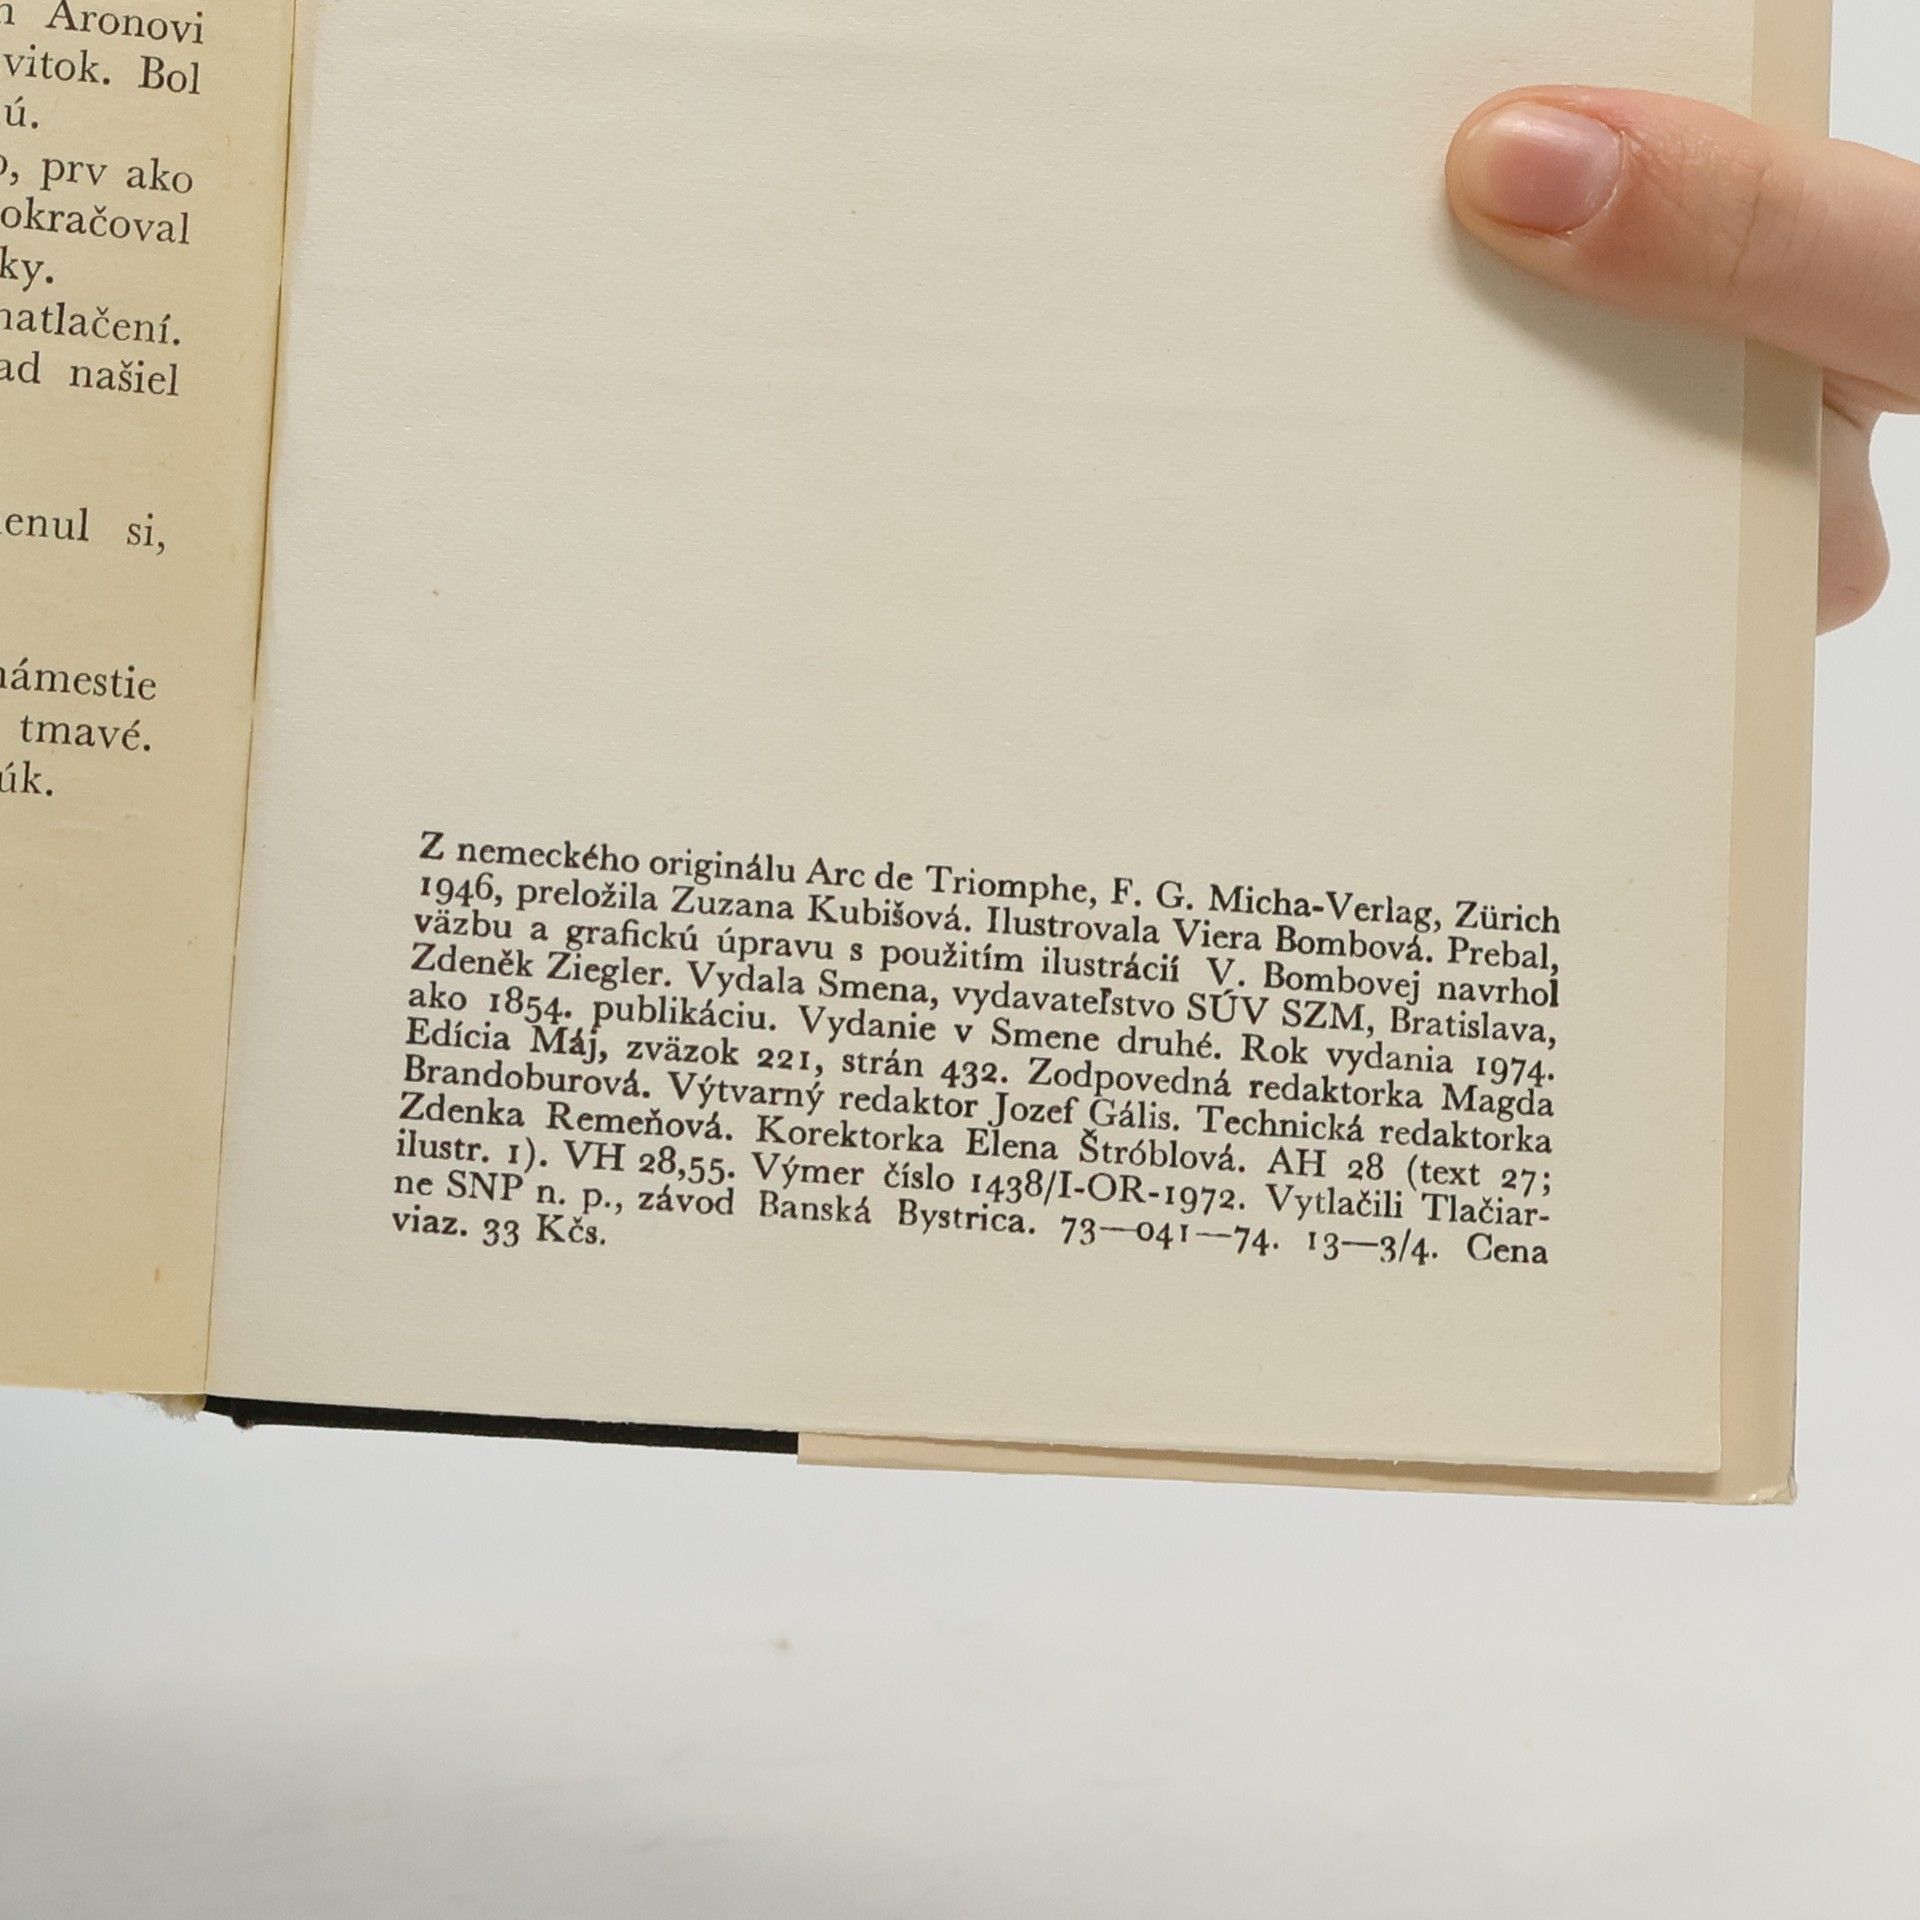 Aronovi
vitok. Bol
ú.
prv ako
okračoval
ky.
natlačení.
ad našiel
enul si,
námestie
tmavé.
úk.
Z nemeckého originálu Arc de Triomphe, F. G. Micha-Verlag, Zürich
1946, preložila Zuzana Kubišová. Ilustrovala Viera Bombová. Prebal,
väzbu a grafickú úpravu s použitím ilustrácií V. Bombovej navrhol
Zdeněk Ziegler. Vydala Smena, vydavateľstvo SÚV SZM, Bratislava,
ako 1854. publikáciu. Vydanie v Smene druhé. Rok vydania 1974.
Edícia Máj, zväzok 221, strán 432. Zodpovedná redaktorka Magda
Brandoburová. Výtvarný redaktor Jozef Gális. Technická redaktorka
Zdenka Remeňová. Korektorka Elena Štróblová. AH 28 (text 27;
ilustr. 1). VH 28,55. Výmer číslo 1438/I-OR-1972. Vytlačili Tlačiar-
ne SNP n. p., závod Banská Bystrica. 73—041—74. 13—3/4. Cena
viaz. 33 Kčs.